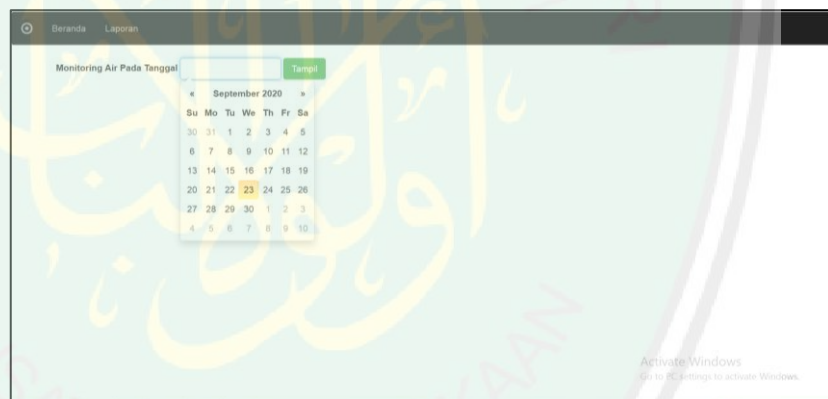 Beranda Laporan
Monitoring Air Pada Tanggal Tampil
« September 2020 »
Su Mo Tu We Th Fr Sa
30 31 1 2 3 4 5
6 7 8 9 10 11 12
13 14 15 16 17 18 19
20 21 22 23 24 25 26
27 28 29 30 1 2 3
4 5 6 7 8 9 10
Activate Windows
Go to PC settings to activate Windows.